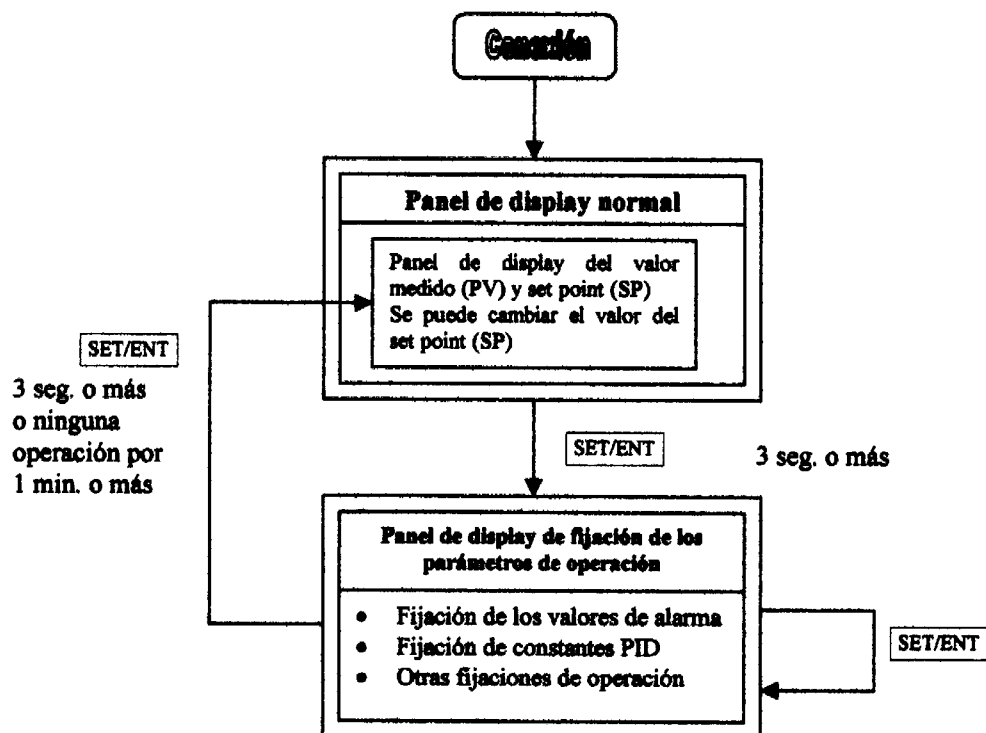 Conexión
Panel de display normal
Panel de display del valor
medido (PV) y set point (SP)
Se puede cambiar el valor del
set point (SP)
SET/ENT
3 seg. o más
o ninguna
operación por
1 min. o más
SET/ENT
3 seg. o más
Panel de display de fijación de los
parámetros de operación
• Fijación de los valores de alarma
• Fijación de constantes PID
• Otras fijaciones de operación
SET/ENT